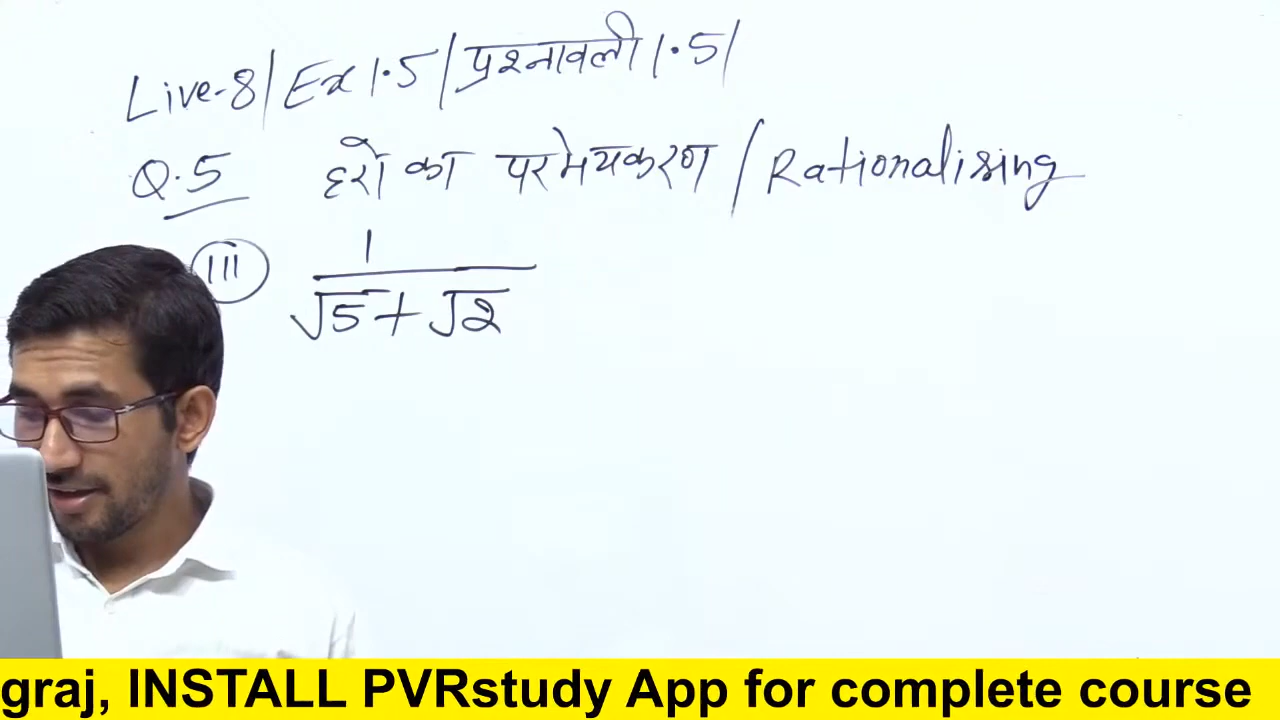 Live-8/ Ex 1.5/ प्रश्नावली 1.5/
Q.5 हरों का परिमेयकरण / Rationalising
III 1
√5 + √2
graj, INSTALL PVRstudy App for complete course